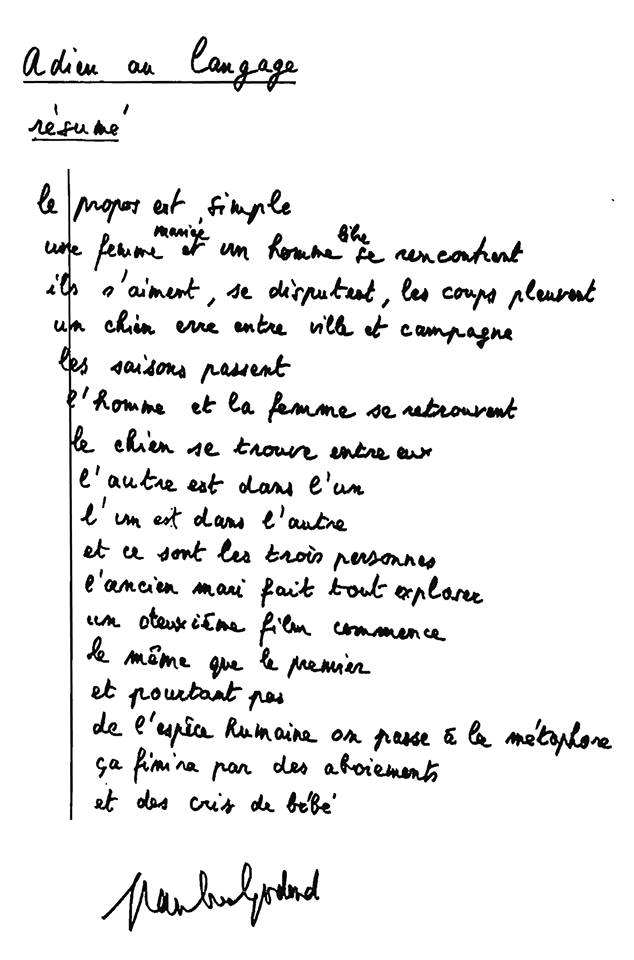 Adieu au langage
résumé
le propos est simple
une femme mariée et un homme libre se rencontrent
ils s'aiment, se disputent, les coups pleuvent
un chien erre entre ville et campagne
les saisons passent
l'homme et la femme se retrouvent
le chien se trouve entre eux
l'autre est dans l'un
l'un est dans l'autre
et ce sont les trois personnes
l'ancien mari fait tout exploser
un deuxième film commence
le même que le premier
et pourtant pas
de l'espèce humaine on passe à la métaphore
ça finira par des aboiements
et des cris de bébé
Jean-Luc Godard